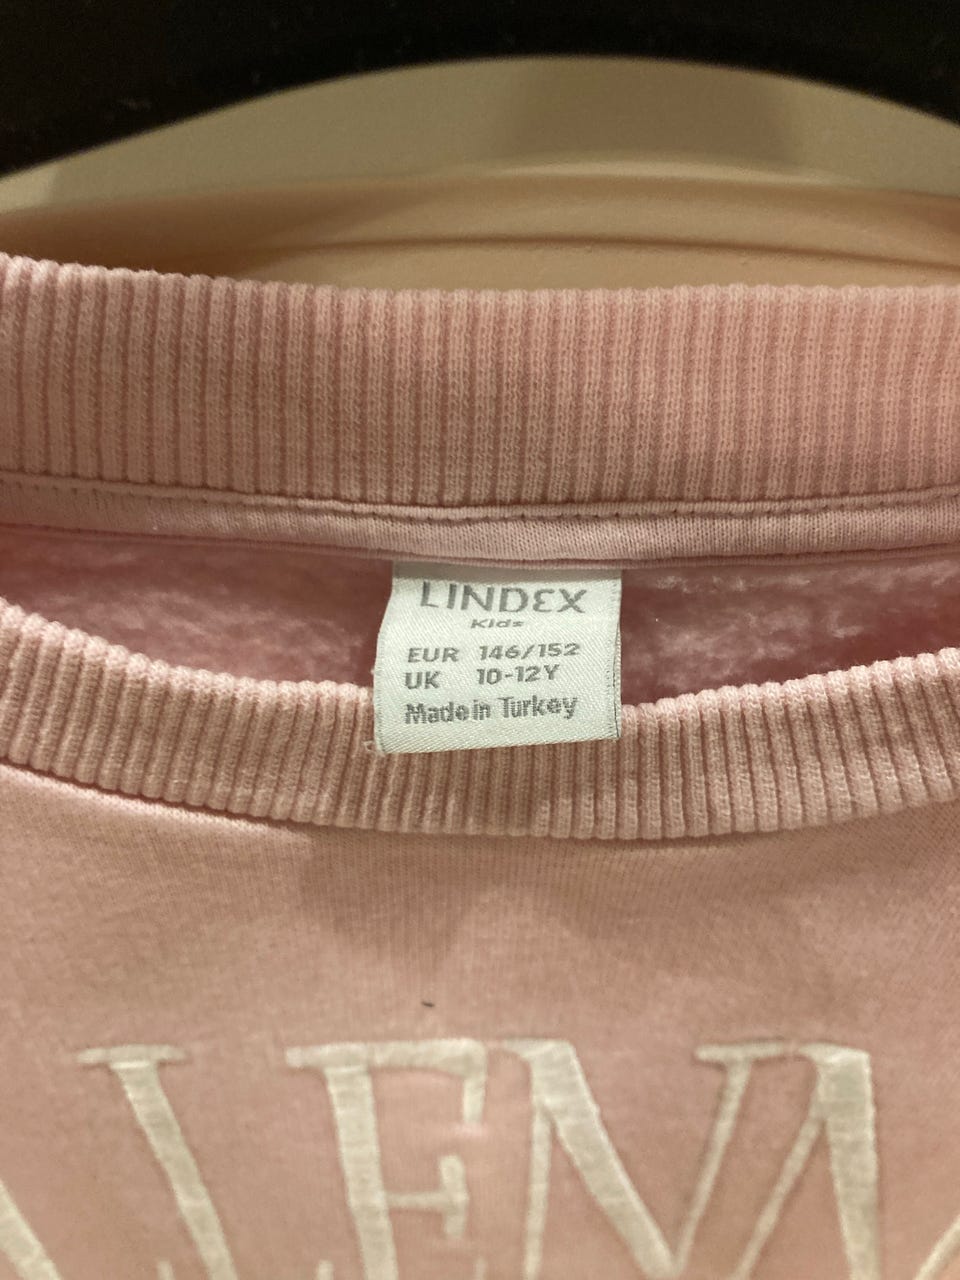 LINDEX
Kids
EUR 146/152
UK 10-12Y
Made in Turkey